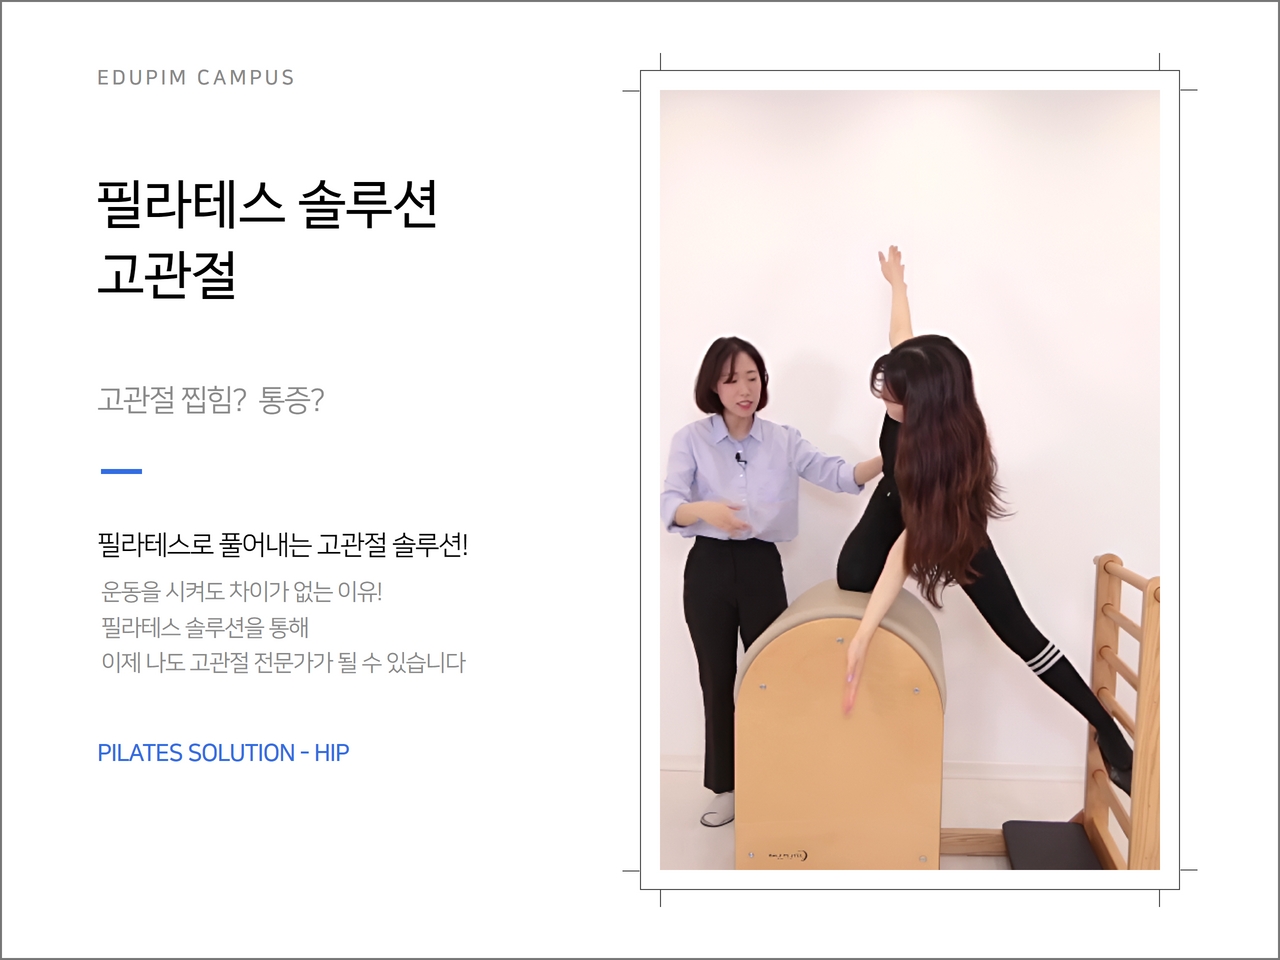 EDUPIM CAMPUS
필라테스 솔루션
고관절
고관절 찝힘? 통증?
필라테스로 풀어내는 고관절 솔루션!
운동을 시켜도 차이가 없는 이유!
필라테스 솔루션을 통해
이제 나도 고관절 전문가가 될 수 있습니다
PILATES SOLUTION - HIP